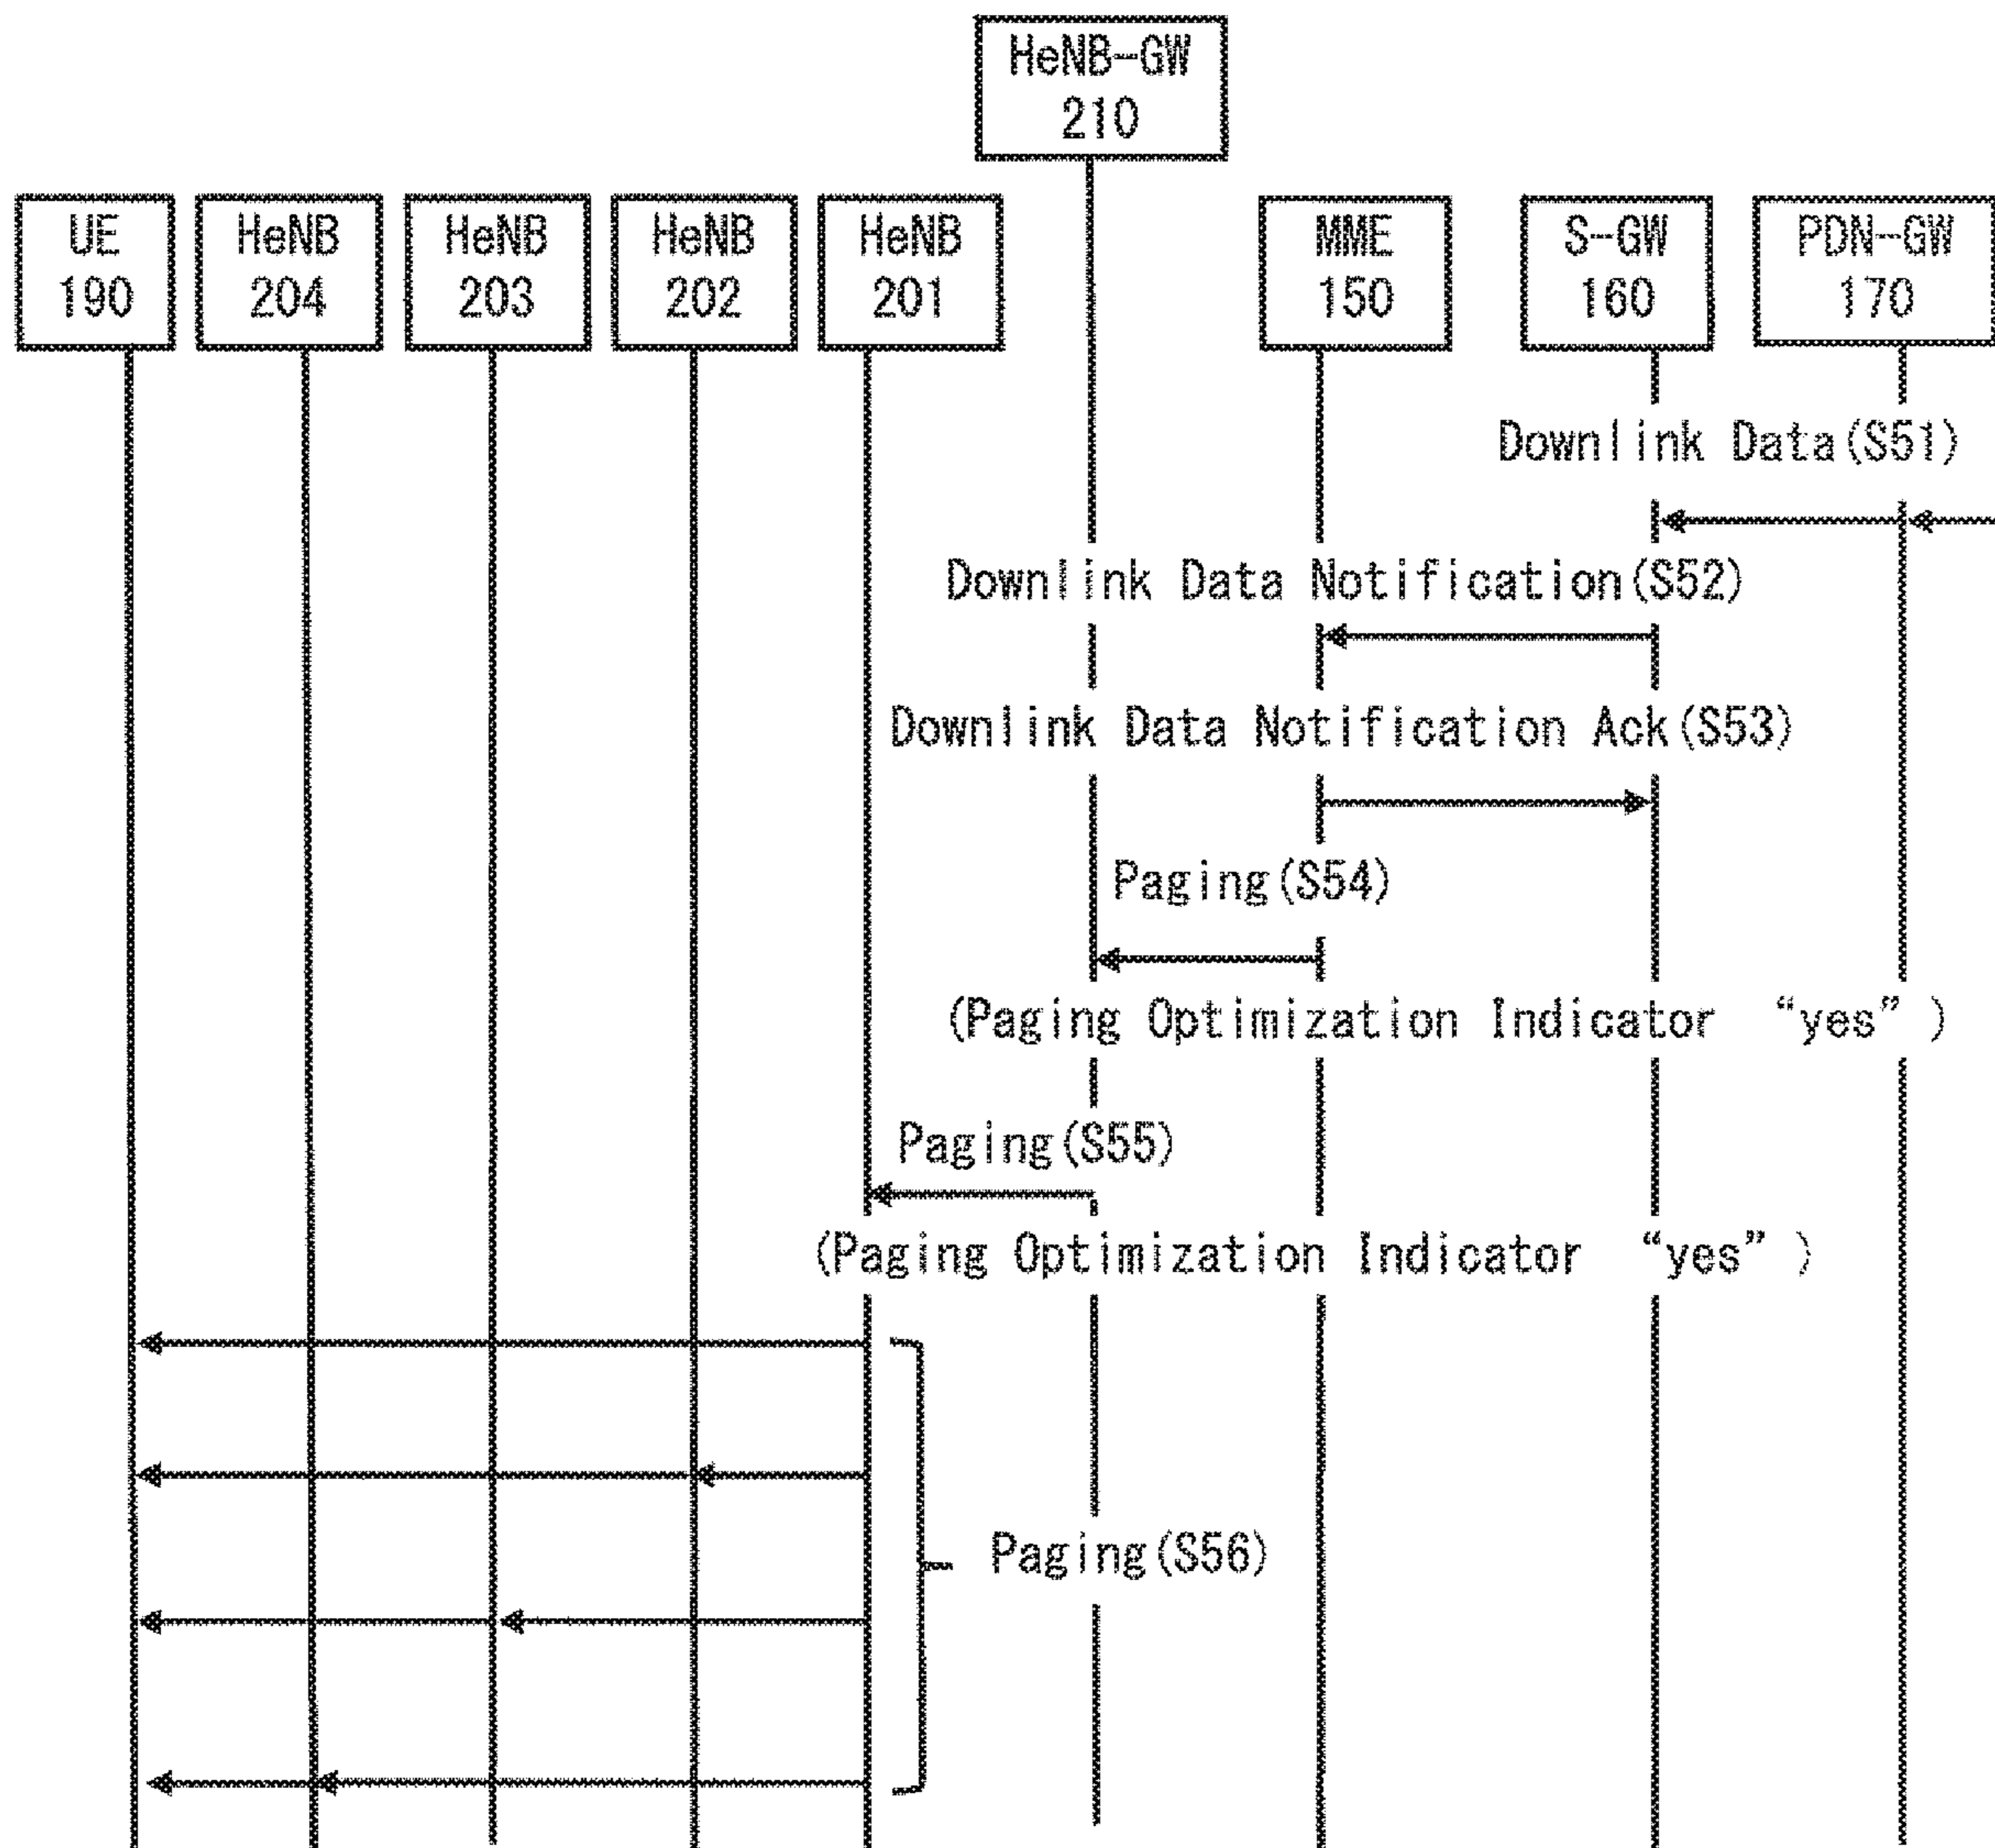 HeNB-GW
210
UE
190
HeNB
204
HeNB
203
HeNB
202
HeNB
201
MME
150
S-GW
160
PDN-GW
170
Downlink Data(S51)
Downlink Data Notification(S52)
Downlink Data Notification Ack(S53)
Paging(S54)
(Paging Optimization Indicator “yes” )
Paging(S55)
(Paging Optimization Indicator “yes” )
Paging(S56)